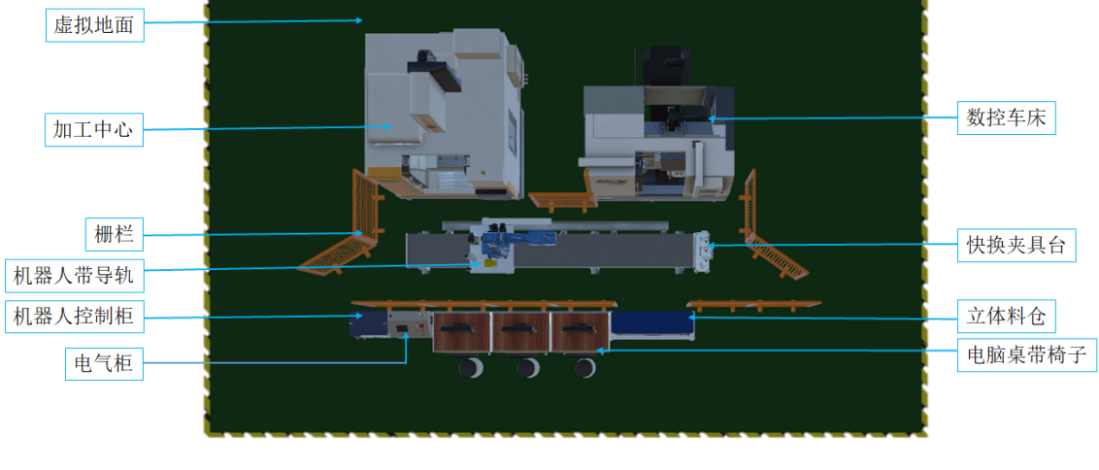 虚拟地面
加工中心
数控车床
栅栏
快换夹具台
机器人带导轨
机器人控制柜
立体料仓
电气柜
电脑桌带椅子